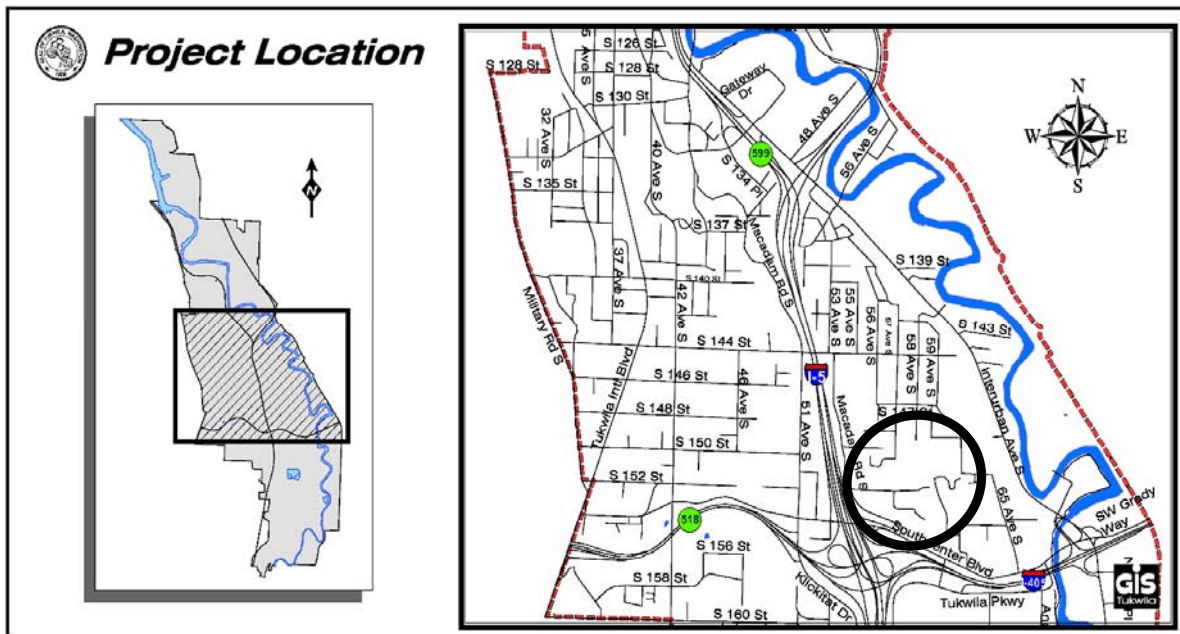 Project Location
N
S 126 St
S 128 St
S 128 St
S 130 St
Gateway
Dr
32 Ave S
40 Ave S
48 Ave S
56 Ave S
599
S 134 Pl
S 135 St
S 137 St
Macadam Rd S
N
W
E
S
S 139 St
37 Ave S
42 Ave S
S 140 St
Military Rd S
53 Ave S
55 Ave S
56 Ave S
57 Ave S
58 Ave S
59 Ave S
S 143 St
S 144 St
Tukwila Intl Blvd
S 146 St
46 Ave S
I-5
Interurban Ave S
S 148 St
51 Ave S
S 150 St
S 152 St
65 Ave S
SW Grady
Way
518
Southcenter Blvd
S 156 St
S 158 St
Klickitat Dr
S 160 St
I-405
Tukwila Pkwy
GIS
Tukwila